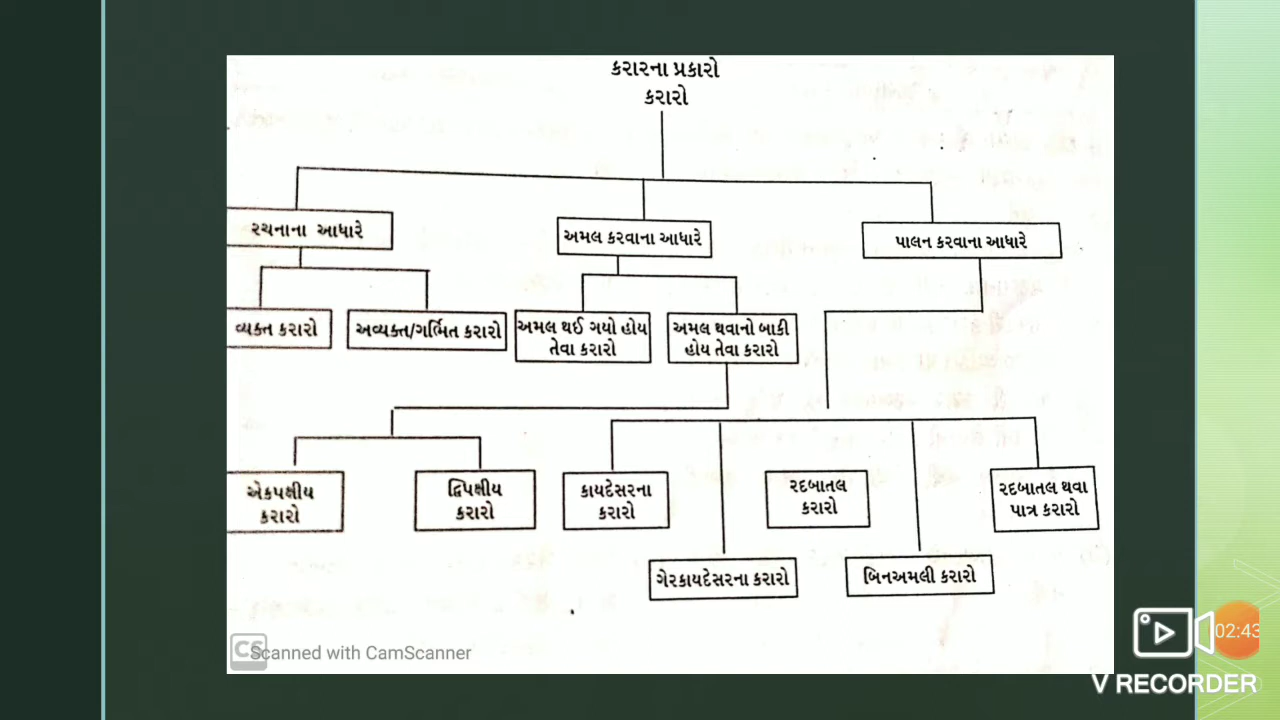 કરારના પ્રકારો
કરારો
રચનાના આધારે
અમલ કરવાના આધારે
પાલન કરવાના આધારે
વ્યક્ત કરારો
અવ્યક્ત/ગર્ભિત કરારો
અમલ થઈ ગયો હોય
તેવા કરારો
અમલ થવાનો બાકી
હોય તેવા કરારો
એકપક્ષીય
કરારો
દ્વિપક્ષીય
કરારો
કાયદેસરના
કરારો
રદબાતલ
કરારો
રદબાતલ થવા
પાત્ર કરારો
ગેરકાયદેસરના કરારો
બિનઅમલી કરારો
CS Scanned with CamScanner
02:43
V RECORDER